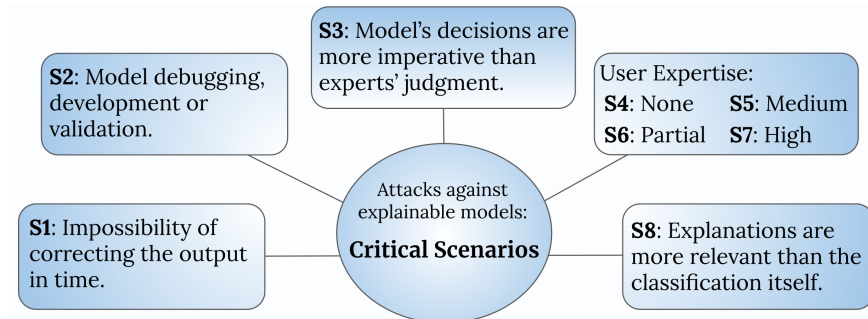 S3: Model’s decisions are
more imperative than
experts’ judgment.
S2: Model debugging,
development or
validation.
User Expertise:
S4: None S5: Medium
S6: Partial S7: High
Attacks against
explainable models:
Critical Scenarios
S1: Impossibility of
correcting the output
in time.
S8: Explanations are
more relevant than the
classification itself.